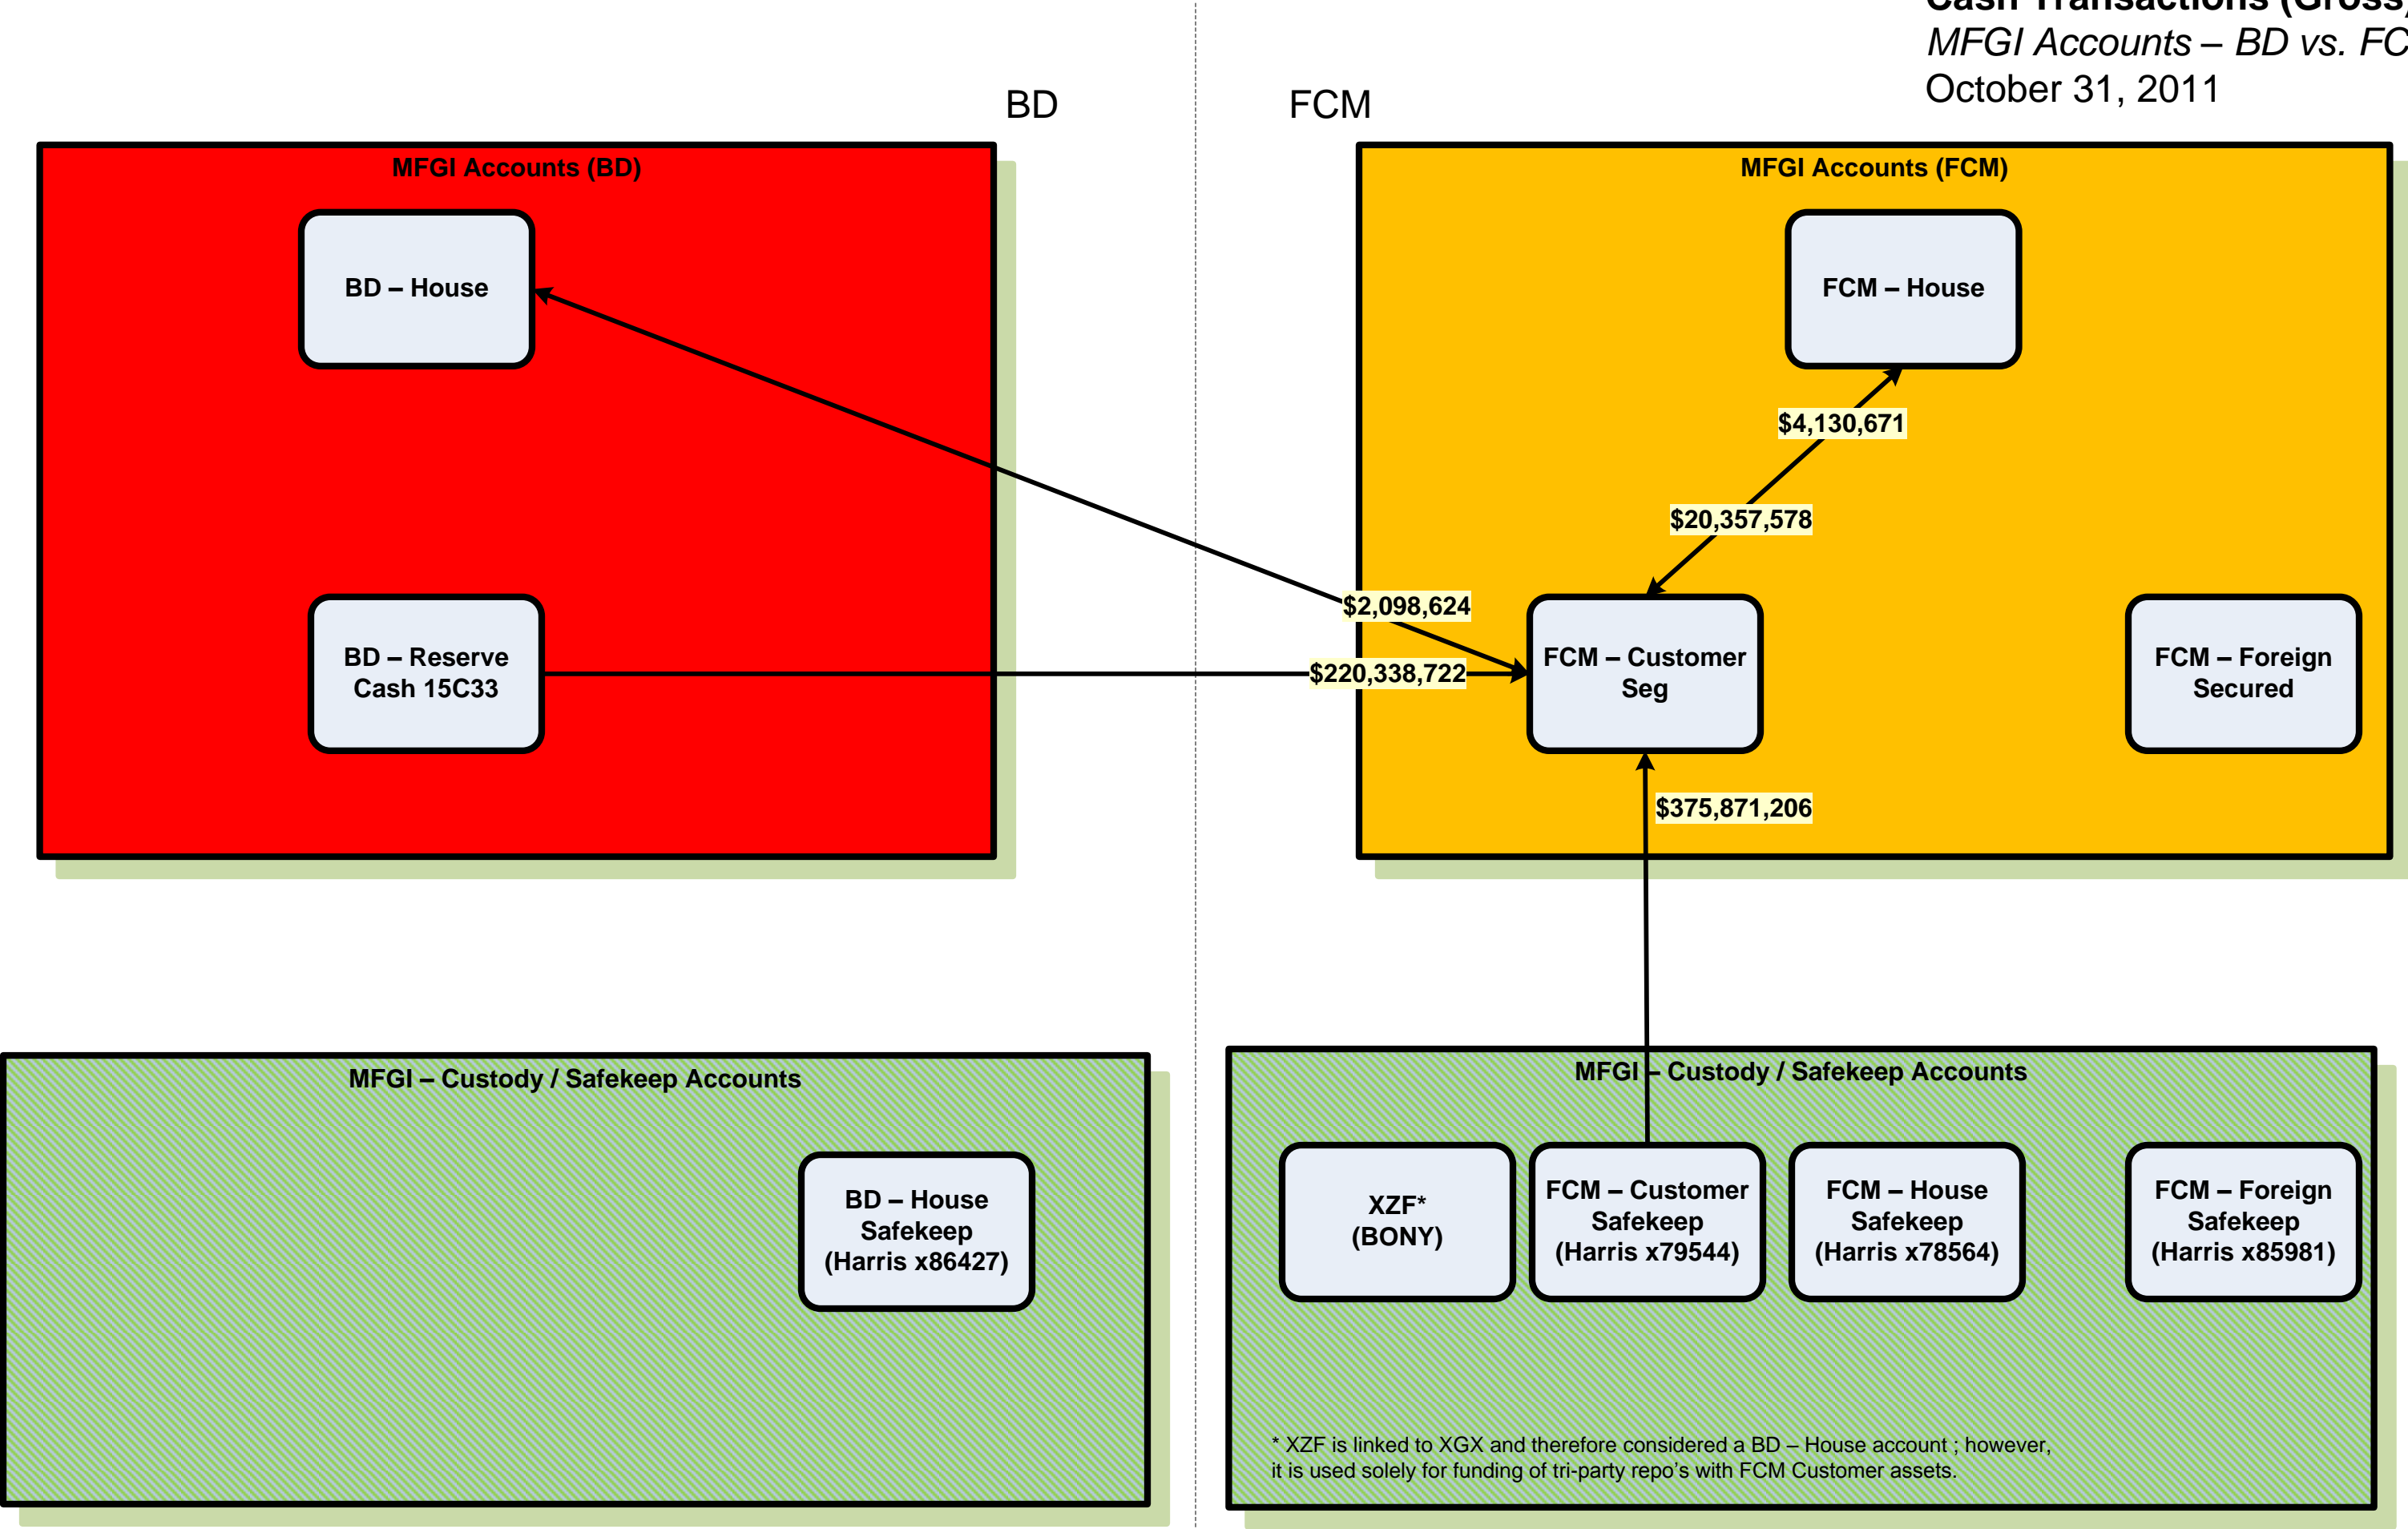 Cash Transactions (Gross)
MFGI Accounts – BD vs. FC
October 31, 2011
BD
FCM
MFGI Accounts (BD)
BD – House
BD – Reserve
Cash 15C33
MFGI Accounts (FCM)
FCM – House
$4,130,671
$20,357,578
$2,098,624
$220,338,722
FCM – Customer
Seg
FCM – Foreign
Secured
$375,871,206
MFGI – Custody / Safekeep Accounts
BD – House
Safekeep
(Harris x86427)
MFGI – Custody / Safekeep Accounts
XZF*
(BONY)
FCM – Customer
Safekeep
(Harris x79544)
FCM – House
Safekeep
(Harris x78564)
FCM – Foreign
Safekeep
(Harris x85981)
* XZF is linked to XGX and therefore considered a BD – House account ; however,
it is used solely for funding of tri-party repo’s with FCM Customer assets.